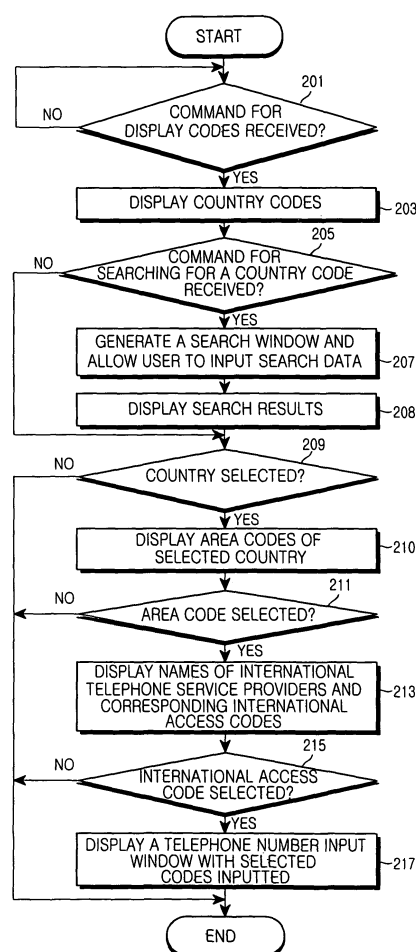 START
201
NO
COMMAND FOR
DISPLAY CODES RECEIVED?
YES
DISPLAY COUNTRY CODES
203
205
NO
COMMAND FOR
SEARCHING FOR A COUNTRY CODE
RECEIVED?
YES
GENERATE A SEARCH WINDOW AND
ALLOW USER TO INPUT SEARCH DATA
207
DISPLAY SEARCH RESULTS
208
209
NO
COUNTRY SELECTED?
YES
DISPLAY AREA CODES OF
SELECTED COUNTRY
210
211
NO
AREA CODE SELECTED?
YES
DISPLAY NAMES OF INTERNATIONAL
TELEPHONE SERVICE PROVIDERS AND
CORRESPONDING INTERNATIONAL
ACCESS CODES
213
215
NO
INTERNATIONAL ACCESS
CODE SELECTED?
YES
DISPLAY A TELEPHONE NUMBER INPUT
WINDOW WITH SELECTED
CODES INPUTTED
217
END